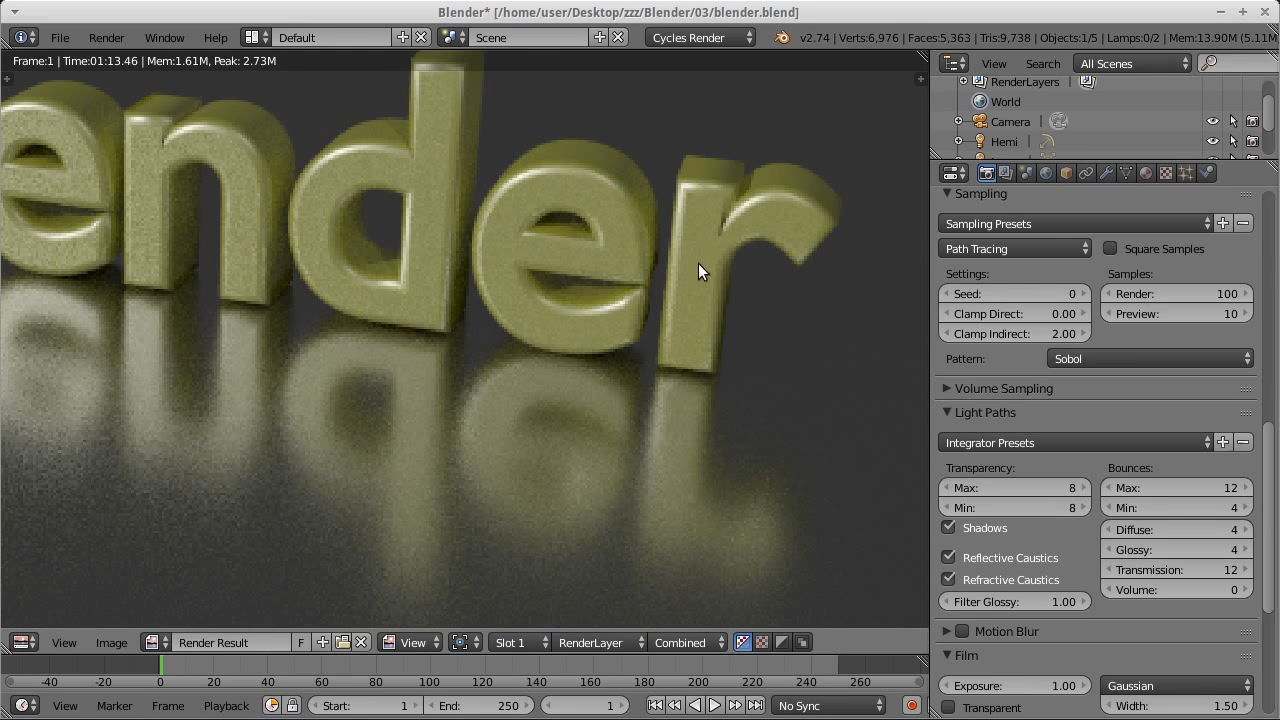 Blender* [/home/user/Desktop/zzz/Blender/03/blender.blend]
File Render Window Help Default Scene Cycles Render v2.74 | Verts:6,976 | Faces:5,363 | Tris:9,738 | Objects:1/5 | Lamps:0/2 | Mem:13.90M (5.11M
Frame:1 | Time:01:13.46 | Mem:1.61M, Peak: 2.73M
View Search All Scenes
RenderLayers
World
Camera
Hemi
ender
Sampling
Sampling Presets
Path Tracing Square Samples
Settings: Samples:
Seed: 0 Render: 100
Clamp Direct: 0.00 Preview: 10
Clamp Indirect: 2.00
Pattern: Sobol
Volume Sampling
Light Paths
Integrator Presets
Transparency: Bounces:
Max: 8 Max: 12
Min: 8 Min: 4
Shadows Diffuse: 4
Reflective Caustics Glossy: 4
Refractive Caustics Transmission: 12
Filter Glossy: 1.00 Volume: 0
Motion Blur
Film
Exposure: 1.00 Gaussian
Transparent Width: 1.50
View Image Render Result F View Slot 1 RenderLayer Combined
-40 -20 0 20 40 60 80 100 120 140 160 180 200 220 240 260
View Marker Frame Playback Start: 1 End: 250 1 No Sync